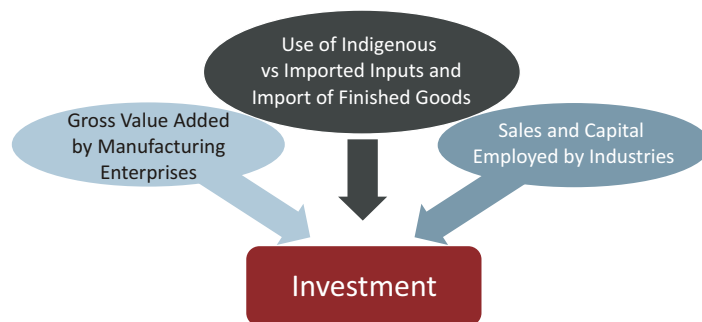 Use of Indigenous
vs Imported Inputs and
Import of Finished Goods
Gross Value Added
by Manufacturing
Enterprises
Sales and Capital
Employed by Industries
Investment